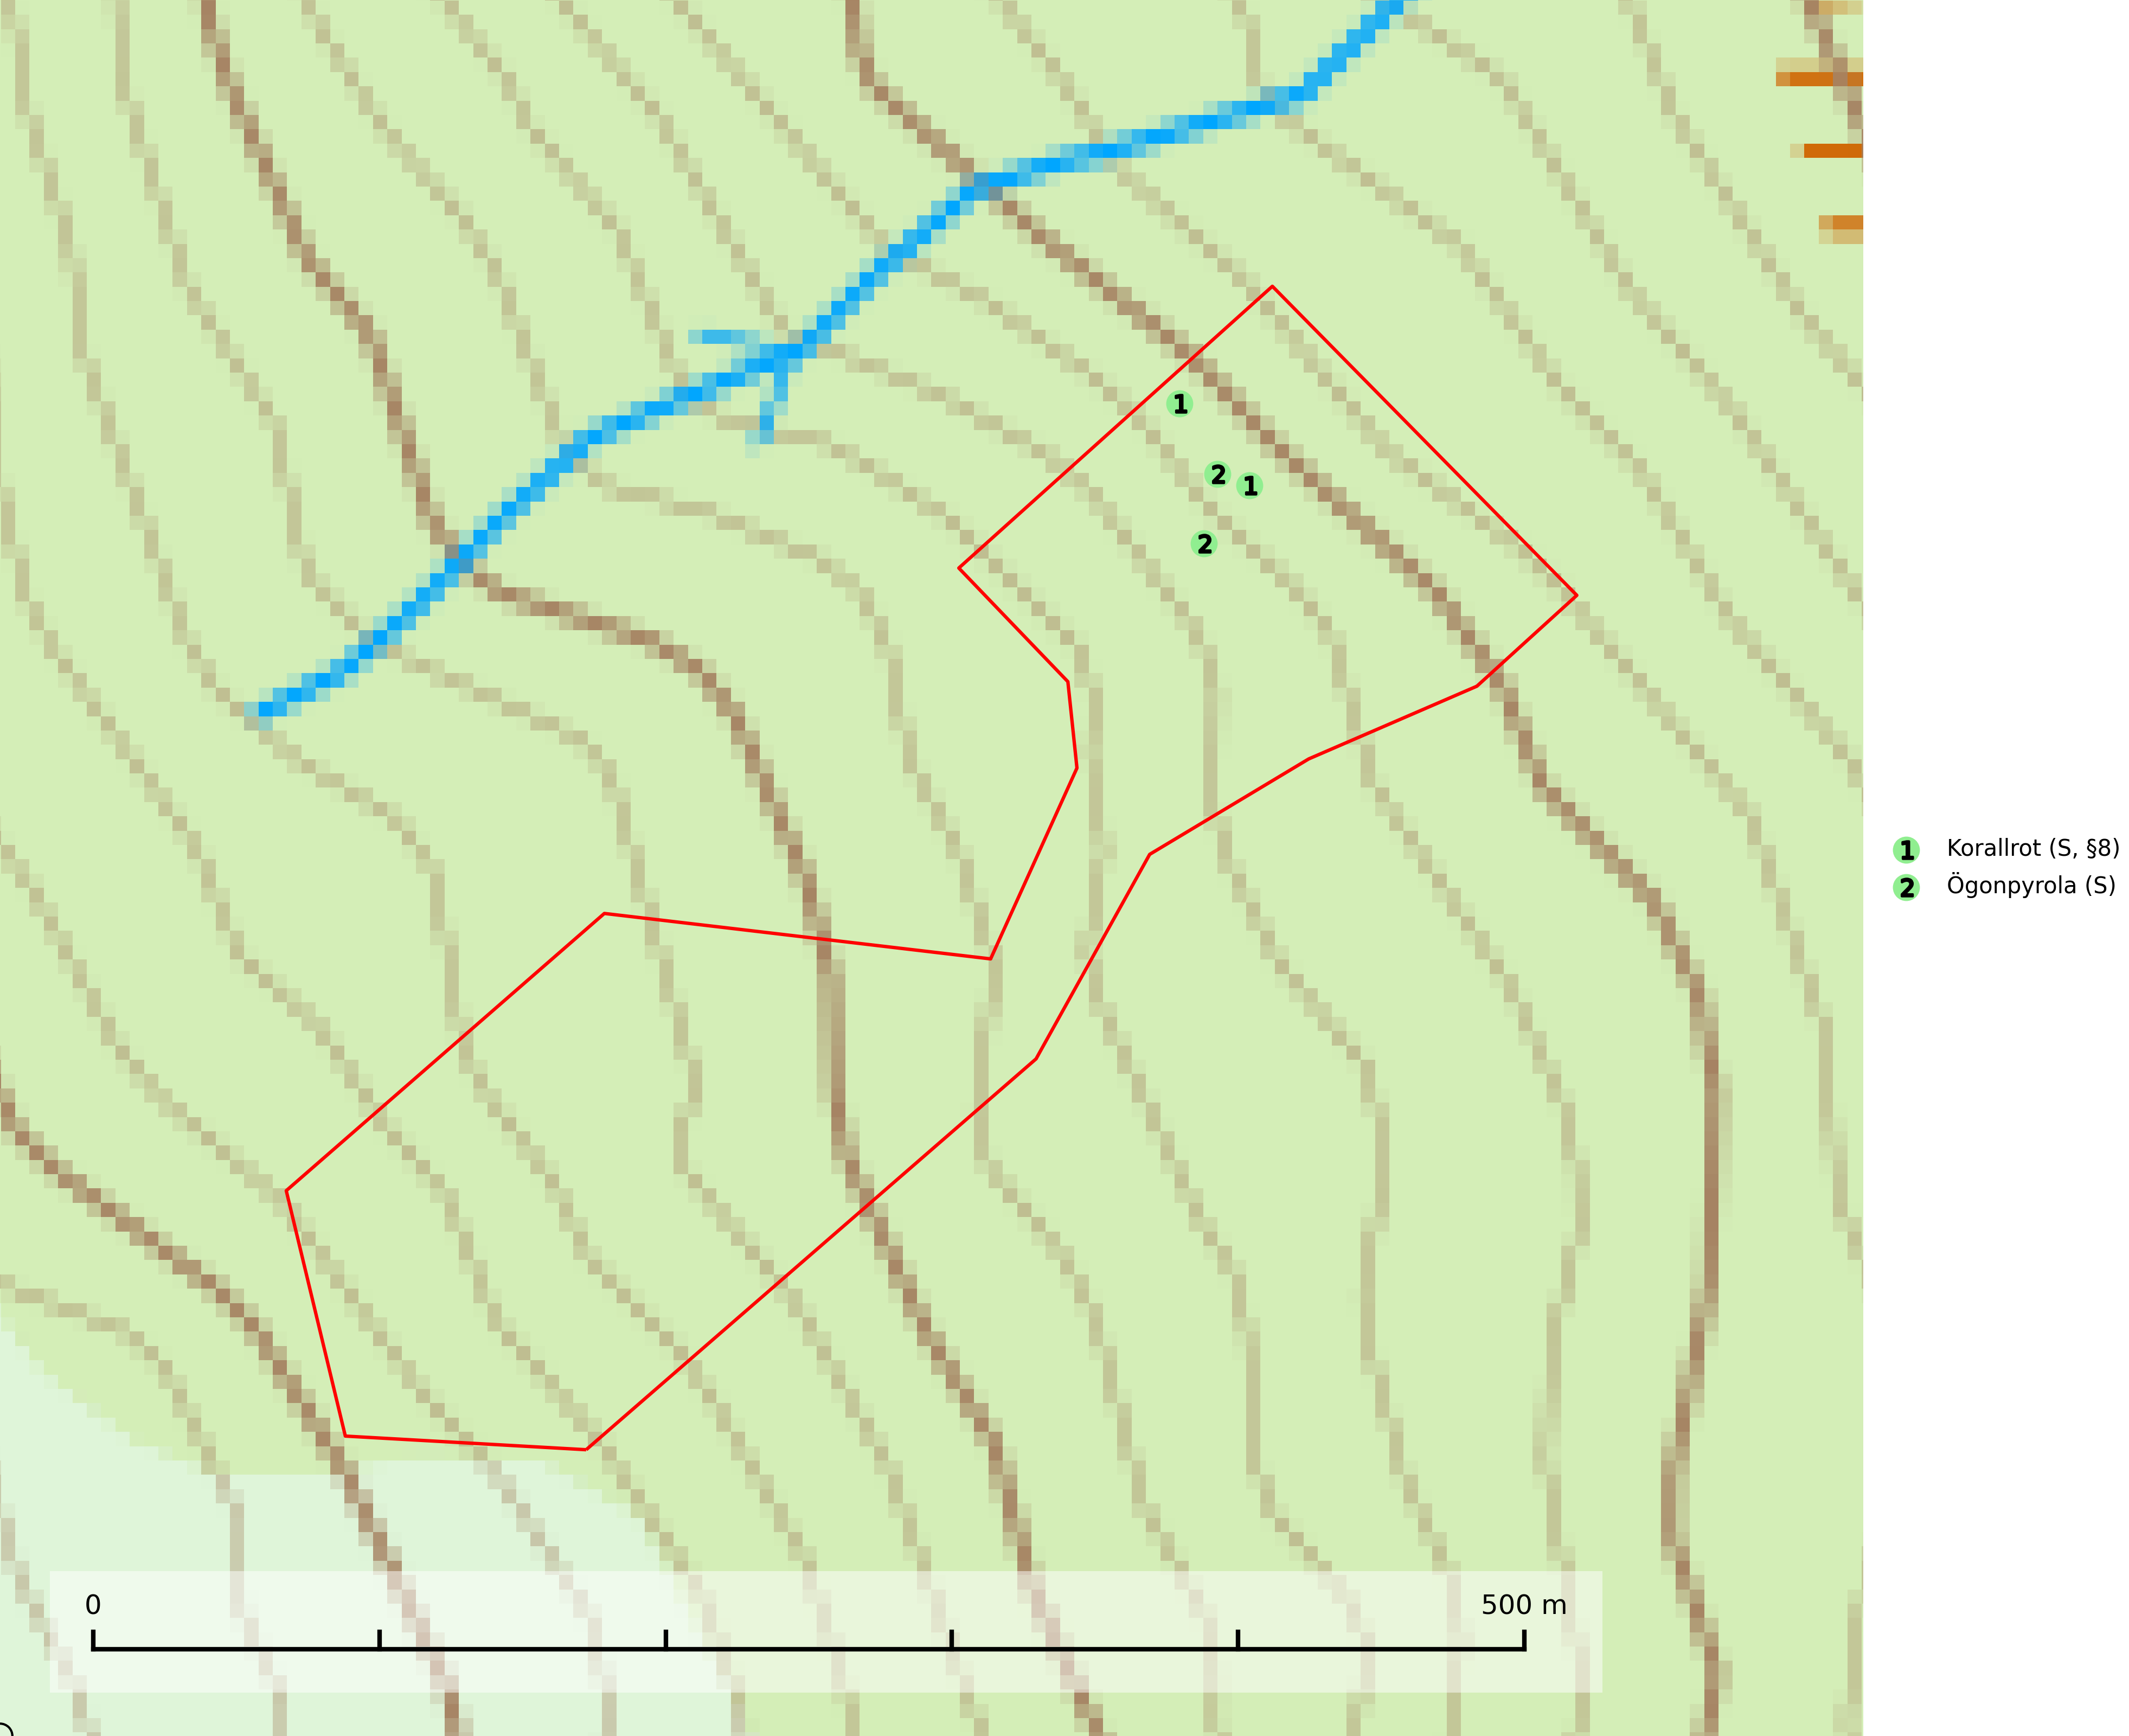 1
2 1
2
1 Korallrot (S, §8)
2 Ögonpyrola (S)
0 500 m